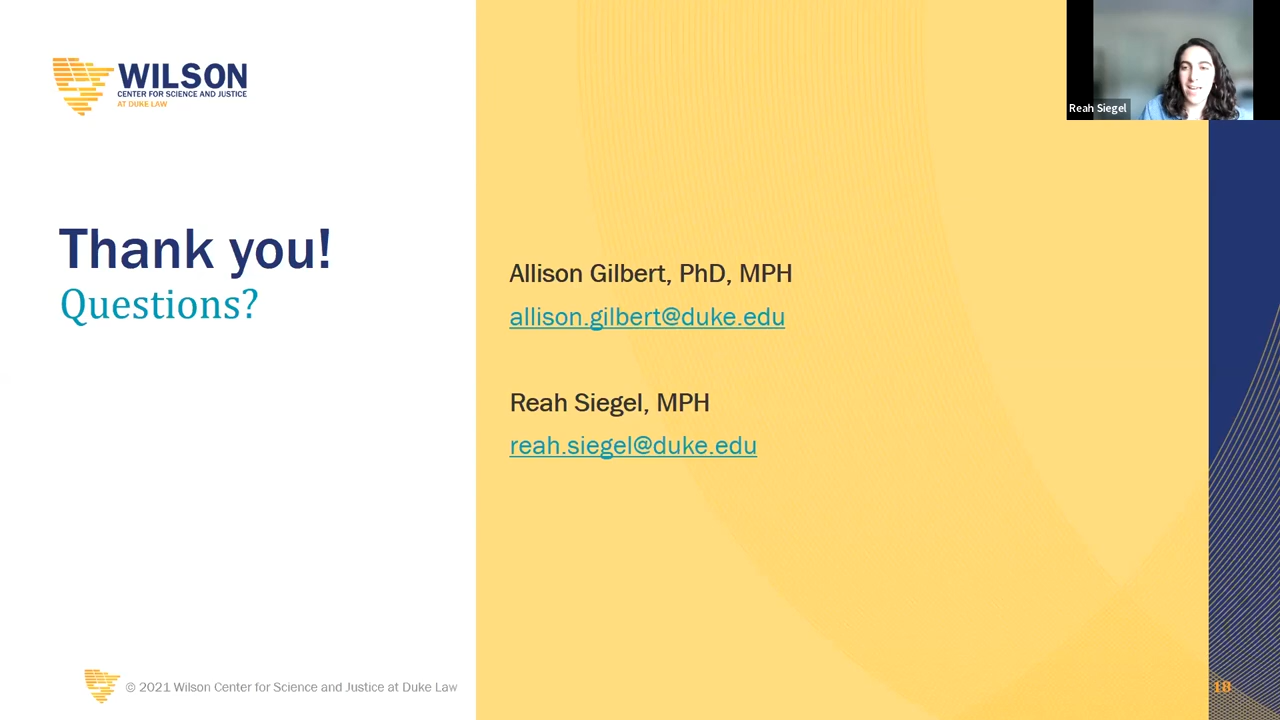 WILSON
CENTER FOR SCIENCE AND JUSTICE
AT DUKE LAW
Reah Siegel
Thank you!
Questions?
Allison Gilbert, PhD, MPH
allison.gilbert@duke.edu
Reah Siegel, MPH
reah.siegel@duke.edu
© 2021 Wilson Center for Science and Justice at Duke Law
18